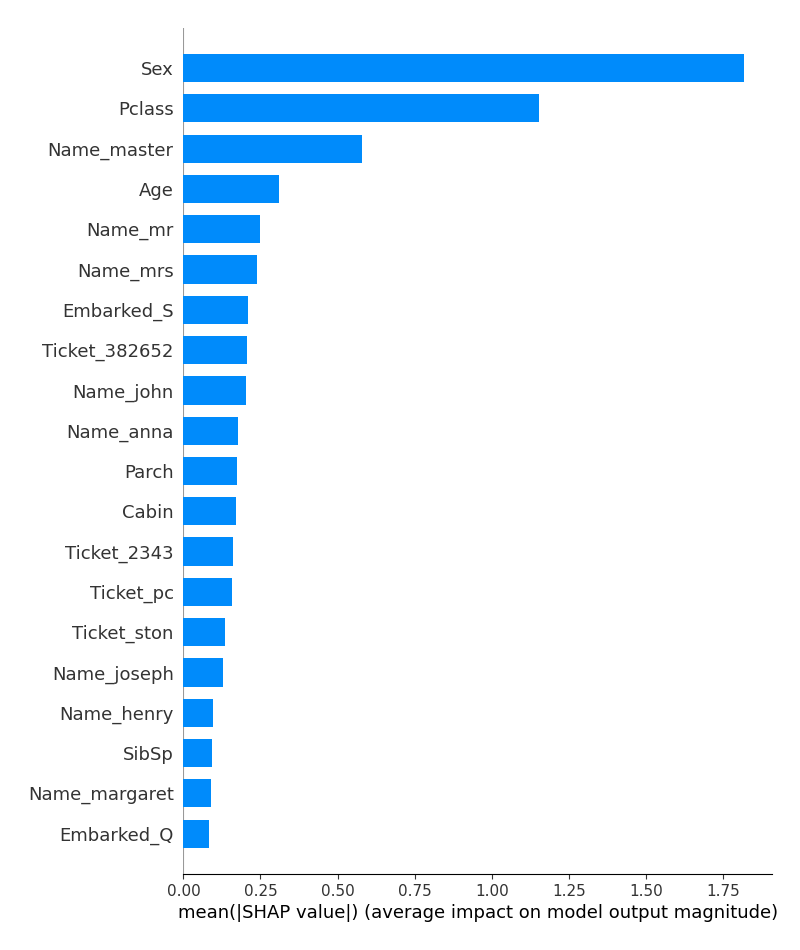 Sex
Pclass
Name_master
Age
Name_mr
Name_mrs
Embarked_S
Ticket_382652
Name_john
Name_anna
Parch
Cabin
Ticket_2343
Ticket_pc
Ticket_ston
Name_joseph
Name_henry
SibSp
Name_margaret
Embarked_Q
0.00 0.25 0.50 0.75 1.00 1.25 1.50 1.75
mean(|SHAP value|) (average impact on model output magnitude)